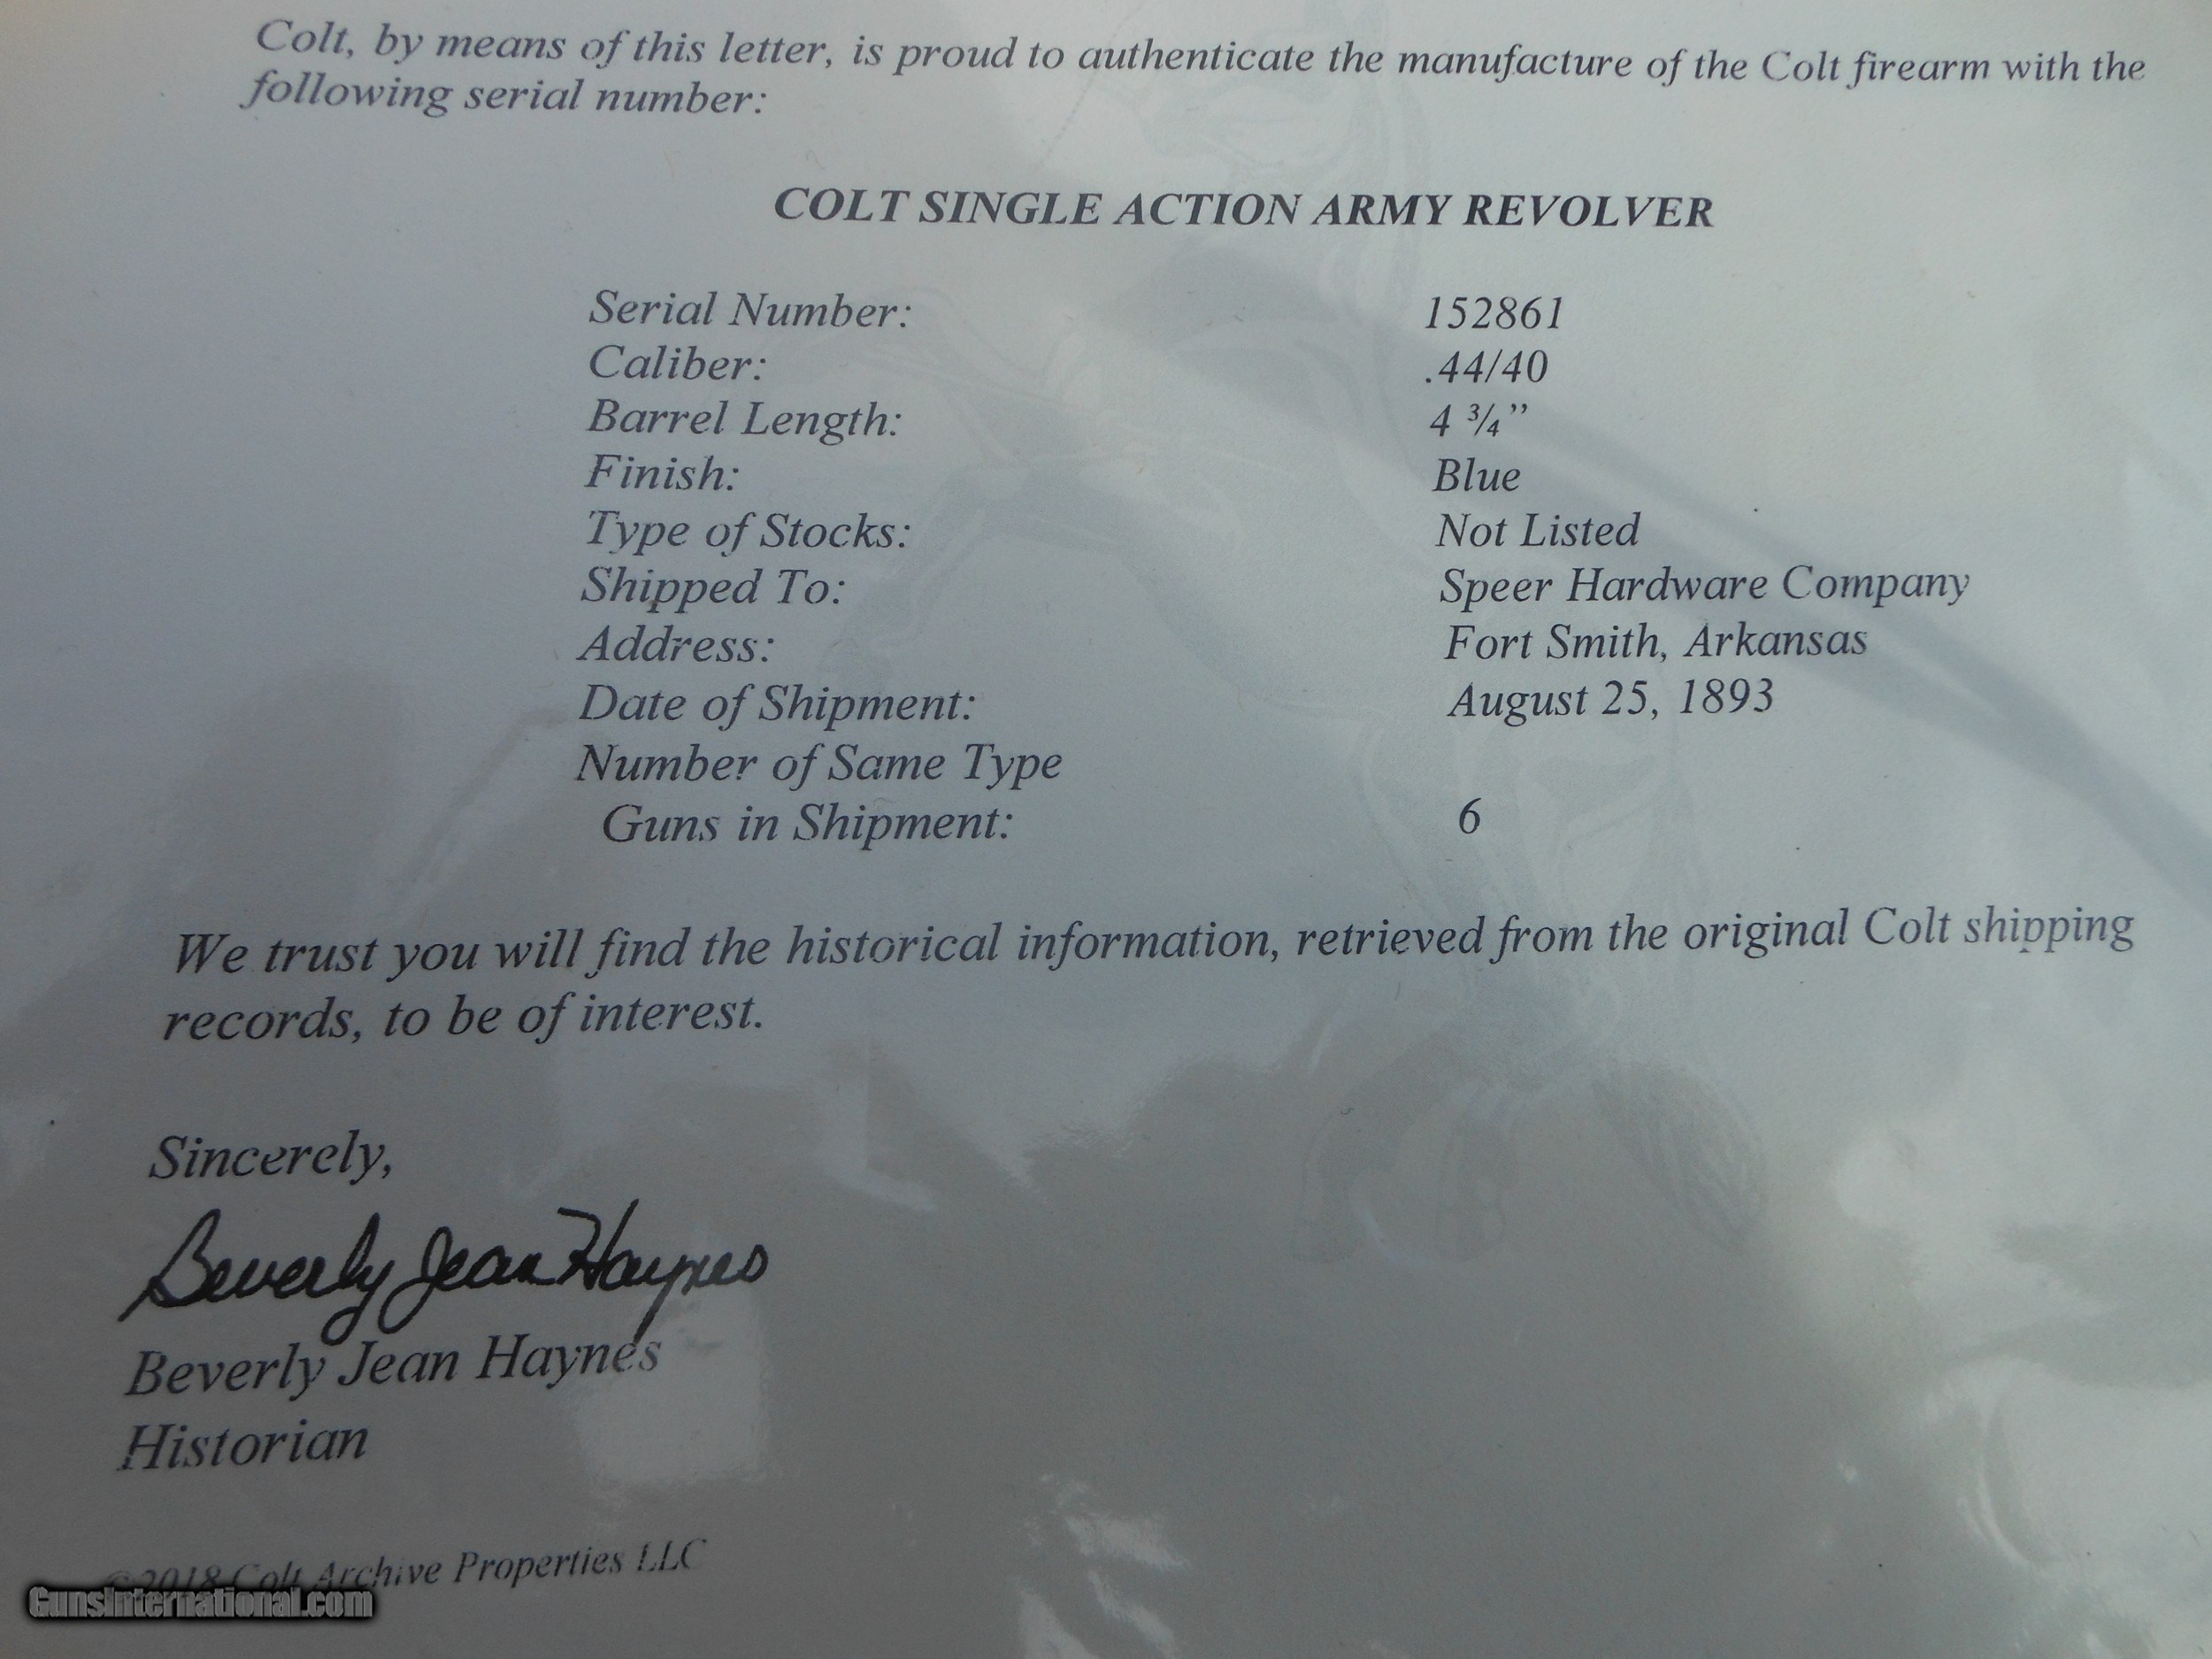 Colt, by means of this letter, is proud to authenticate the manufacture of the Colt firearm with the
following serial number:
COLT SINGLE ACTION ARMY REVOLVER
Serial Number: 152861
Caliber: .44/40
Barrel Length: 4 ¾”
Finish: Blue
Type of Stocks: Not Listed
Shipped To: Speer Hardware Company
Address: Fort Smith, Arkansas
Date of Shipment: August 25, 1893
Number of Same Type
Guns in Shipment: 6
We trust you will find the historical information, retrieved from the original Colt shipping
records, to be of interest.
Sincerely,
Beverly Jean Haynes
Beverly Jean Haynes
Historian
©2018 Colt Archive Properties LLC
GunsInternational.com